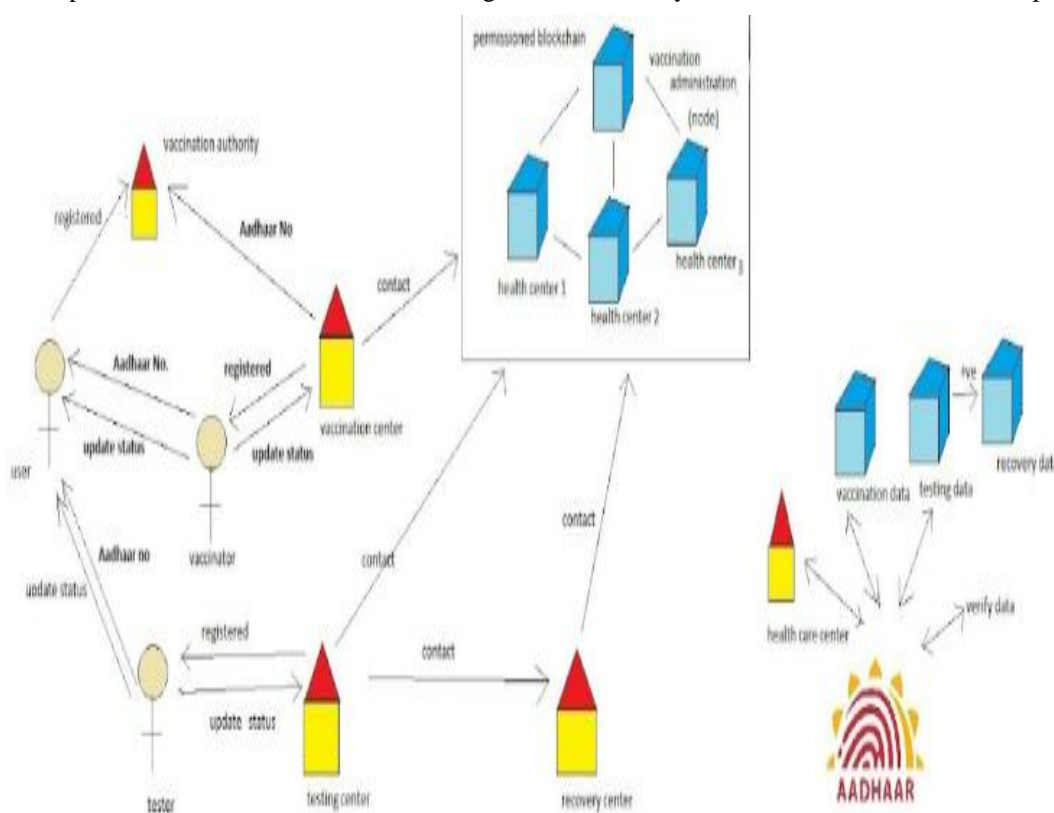 permissioned blockchain
vaccination
administration
(node)
health center 1
health center 2
health center 3
vaccination authority
registered
Aadhaar No
contact
Aadhaar No.
registered
vaccination center
update status
update status
user
vaccinator
Aadhaar no
uodate status
registered
update status
tester
testing center
contact
contact
contact
recovery center
+ve
vaccination data
testing data
recovery dat
health care center
verify data
AADHAAR